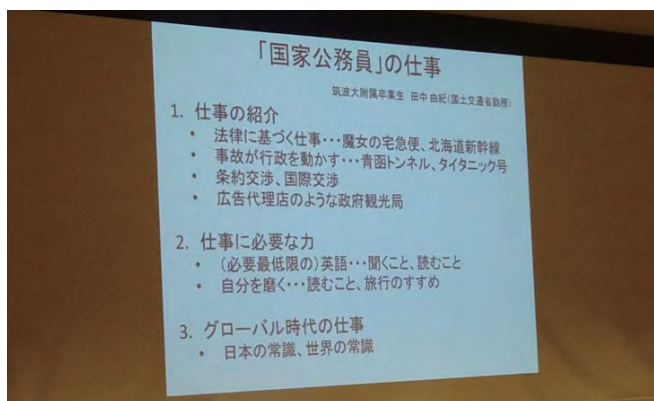 「国家公務員」の仕事
筑波大附属卒業生 田中 由紀(国土交通省勤務)
1. 仕事の紹介
• 法律に基づく仕事・・・魔女の宅急便、北海道新幹線
• 事故が行政を動かす・・・青函トンネル、タイタニック号
• 条約交渉、国際交渉
• 広告代理店のような政府観光局
2. 仕事に必要な力
• (必要最低限の)英語・・・聞くこと、読むこと
• 自分を磨く・・・読むこと、旅行のすすめ
3. グローバル時代の仕事
• 日本の常識、世界の常識